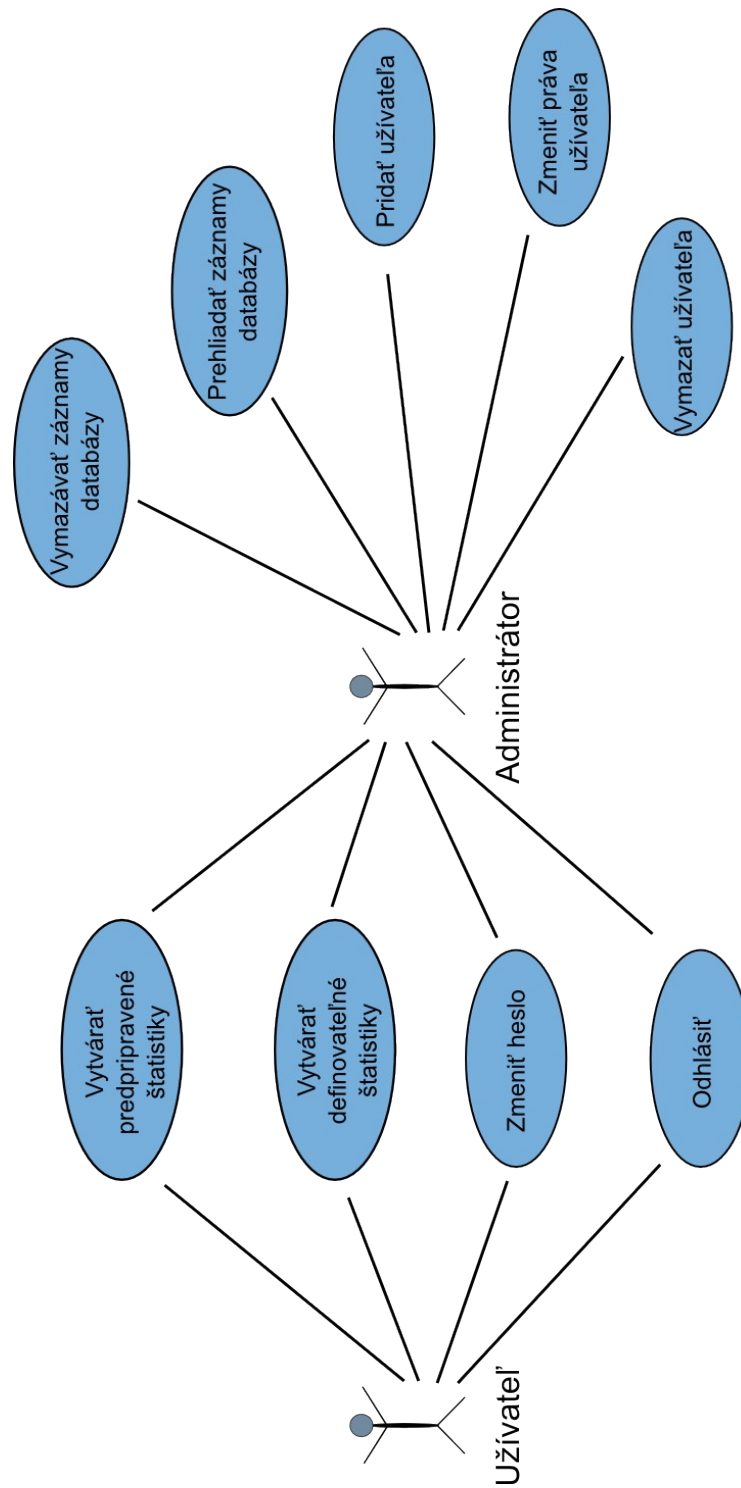 Vymazávať záznamy
databázy
Prehliadať záznamy
databázy
Pridať užívateľa
Zmeniť práva
užívateľa
Vymazať užívateľa
Administrátor
Vytvárať
predpripravené
štatistiky
Vytvárať
definovateľné
štatistiky
Zmeniť heslo
Odhlásiť
Užívateľ